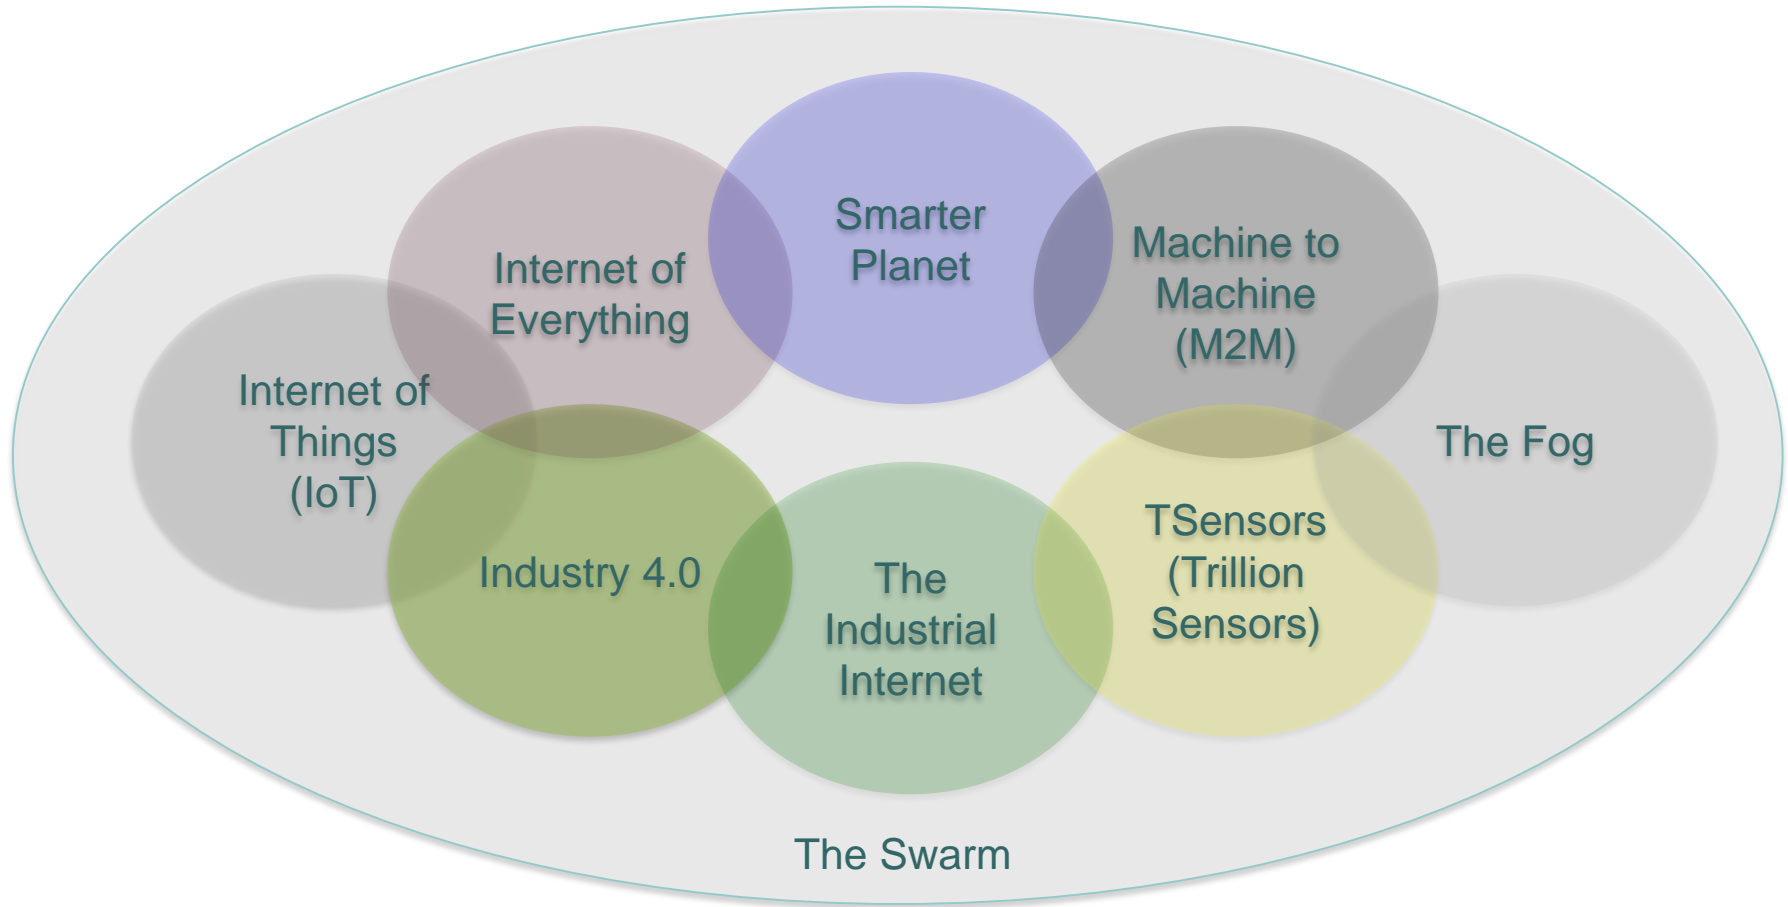 Smarter
Planet
Internet of
Everything
Machine to
Machine
(M2M)
Internet of
Things
(IoT)
The Fog
Industry 4.0
The
Industrial
Internet
TSensors
(Trillion
Sensors)
The Swarm